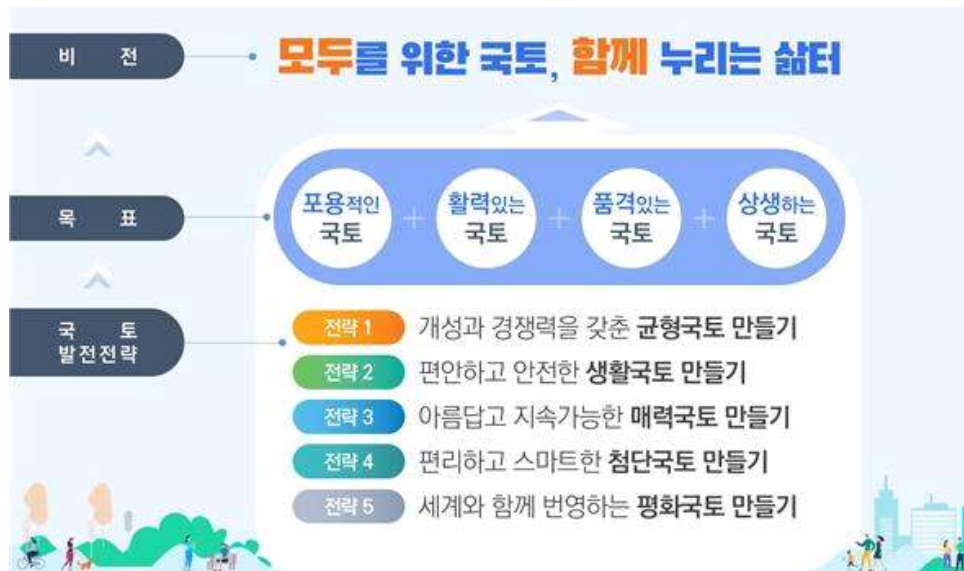 비 전
모두를 위한 국토, 함께 누리는 삶터
목 표
포용적인
국토
+
활력있는
국토
+
품격있는
국토
+
상생하는
국토
국 토
발전전략
전략 1 개성과 경쟁력을 갖춘 균형국토 만들기
전략 2 편안하고 안전한 생활국토 만들기
전략 3 아름답고 지속가능한 매력국토 만들기
전략 4 편리하고 스마트한 첨단국토 만들기
전략 5 세계와 함께 번영하는 평화국토 만들기